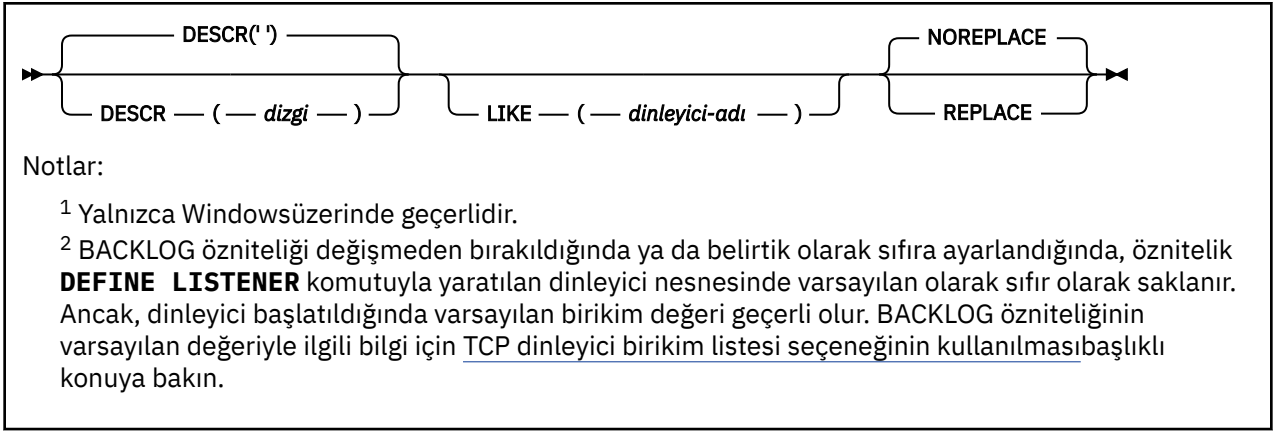 DESCR(' ') NOREPLACE
DESCR ( dizgi ) LIKE ( dinleyici-adı ) REPLACE
Notlar:
1 Yalnızca Windowsüzerinde geçerlidir.
2 BACKLOG özniteliği değişmeden bırakıldığında ya da belirtik olarak sıfıra ayarlandığında, öznitelik
DEFINE LISTENER komutuyla yaratılan dinleyici nesnesinde varsayılan olarak sıfır olarak saklanır.
Ancak, dinleyici başlatıldığında varsayılan birikim değeri geçerli olur. BACKLOG özniteliğinin
varsayılan değeriyle ilgili bilgi için TCP dinleyici birikim listesi seçeneğinin kullanılmasıbaşlıklı
konuya bakın.